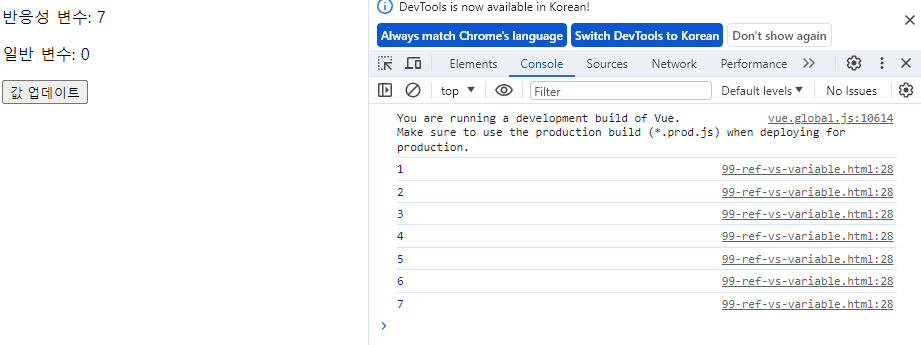 반응성 변수: 7
일반 변수: 0
값 업데이트
DevTools is now available in Korean!
Always match Chrome's language Switch DevTools to Korean Don't show again
Elements Console Sources Network Performance
top Filter Default levels No Issues
You are running a development build of Vue. vue.global.js:10614
Make sure to use the production build (*.prod.js) when deploying for
production.
1 99-ref-vs-variable.html:28
2 99-ref-vs-variable.html:28
3 99-ref-vs-variable.html:28
4 99-ref-vs-variable.html:28
5 99-ref-vs-variable.html:28
6 99-ref-vs-variable.html:28
7 99-ref-vs-variable.html:28